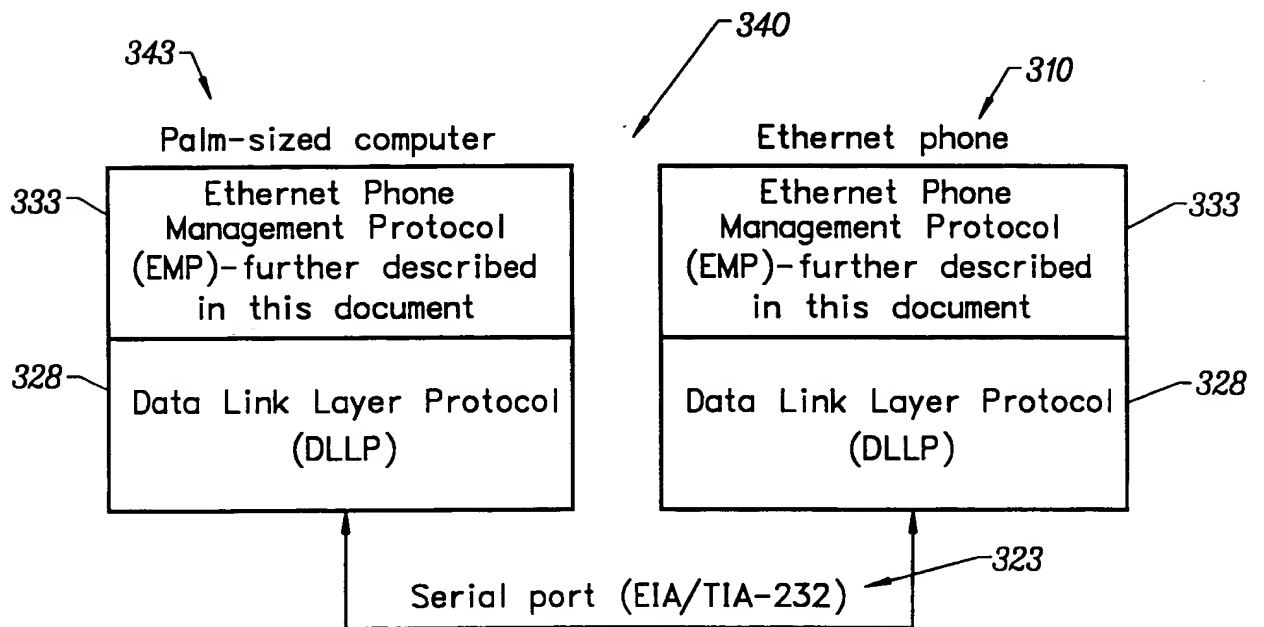 340
343
310
Palm-sized computer
Ethernet phone
333
Ethernet Phone
Management Protocol
(EMP)-further described
in this document
Ethernet Phone
Management Protocol
(EMP)-further described
in this document
333
328
Data Link Layer Protocol
(DLLP)
Data Link Layer Protocol
(DLLP)
328
323
Serial port (EIA/TIA-232)